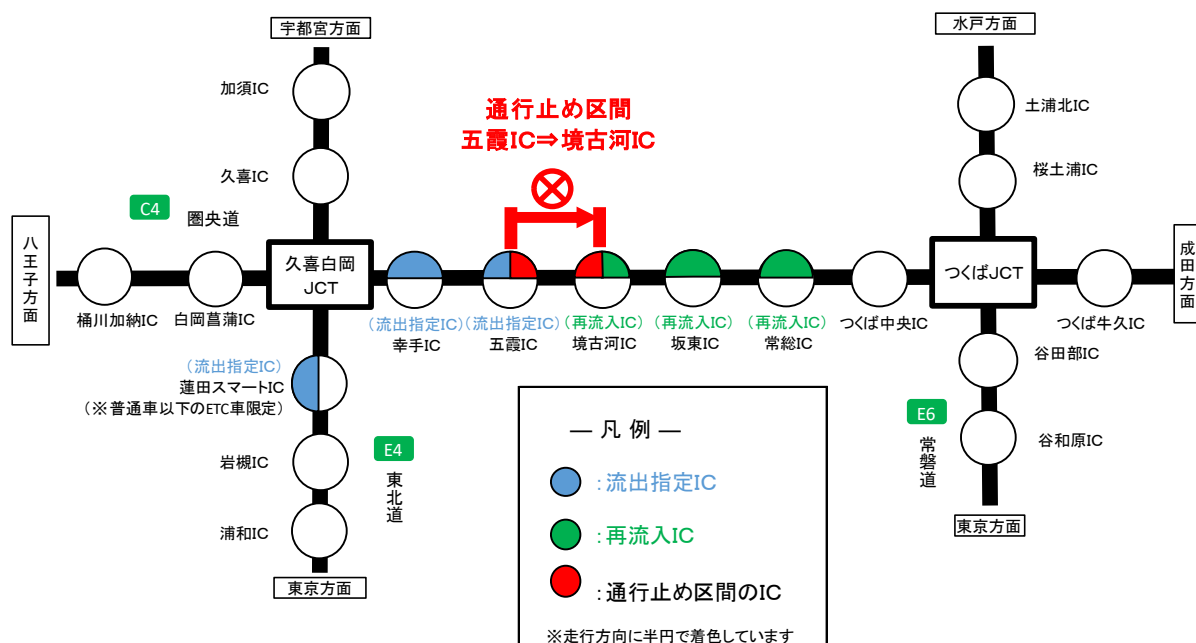 宇都宮方面
水戸方面
加須IC
土浦北IC
通行止め区間
五霞IC⇒境古河IC
久喜IC
桜土浦IC
C4
圏央道
八王子方面
久喜白岡
JCT
つくばJCT
成田方面
桶川加納IC
白岡菖蒲IC
(流出指定IC)
幸手IC
(流出指定IC)
五霞IC
(再流入IC)
境古河IC
(再流入IC)
坂東IC
(再流入IC)
常総IC
つくば中央IC
つくば牛久IC
谷田部IC
(流出指定IC)
蓮田スマートIC
(※普通車以下のETC車限定)
E6
常磐道
谷和原IC
岩槻IC
E4
東北道
浦和IC
東京方面
東京方面
― 凡 例 ―
:流出指定IC
:再流入IC
:通行止め区間のIC
※走行方向に半円で着色しています